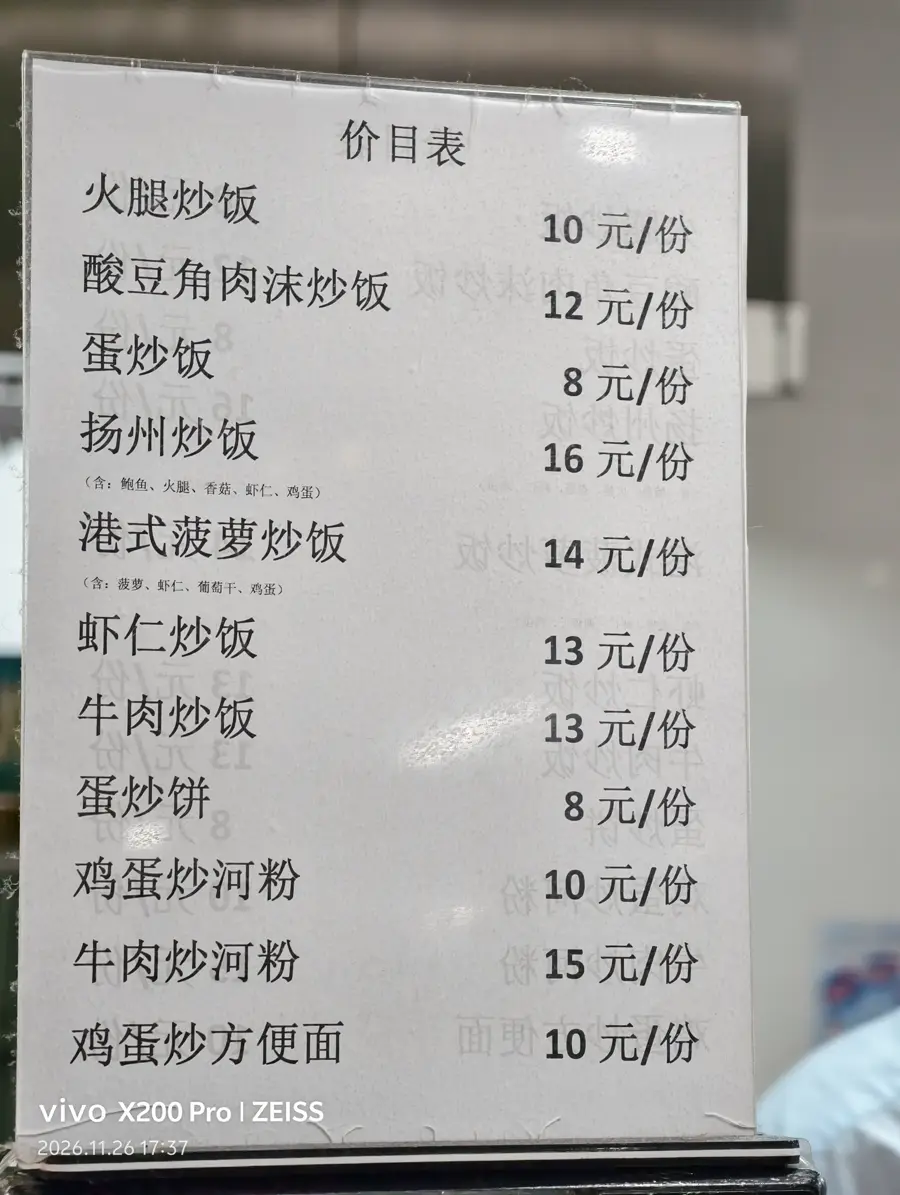 价目表
火腿炒饭 10 元/份
酸豆角肉沫炒饭 12 元/份
蛋炒饭 8 元/份
扬州炒饭 16 元/份
（含：鲍鱼、火腿、香菇、虾仁、鸡蛋）
港式菠萝炒饭 14 元/份
（含：菠萝、虾仁、葡萄干、鸡蛋）
虾仁炒饭 13 元/份
牛肉炒饭 13 元/份
蛋炒饼 8 元/份
鸡蛋炒河粉 10 元/份
牛肉炒河粉 15 元/份
鸡蛋炒方便面 10 元/份
vivo X200 Pro | ZEISS
2026.11.26 17:37